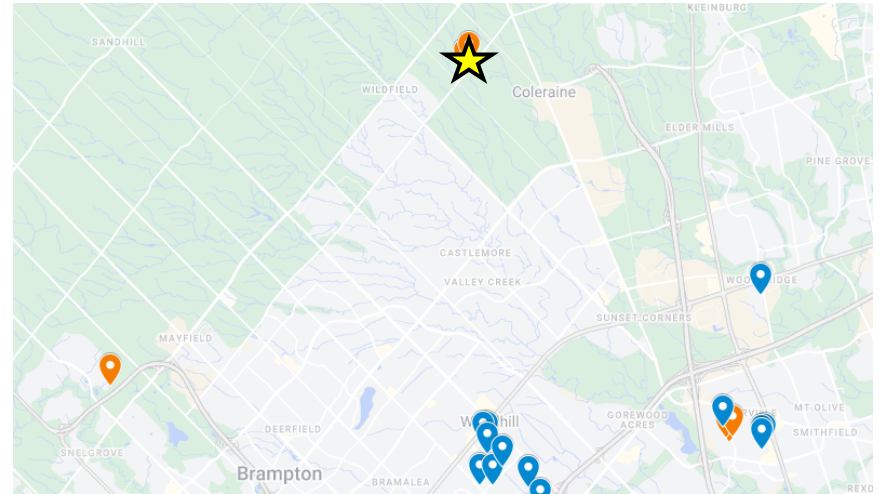 KLEINBURG
SANDHILL
WILDFIELD
Coleraine
ELDER MILLS
PINE GROVE
CASTLEMORE
VALLEY CREEK
SUNSET CORNERS
MAYFIELD
GOREWOOD
ACRES
MT OLIVE
DEERFIELD
SMITHFIELD
SNELGROVE
Brampton
BRAMALEA